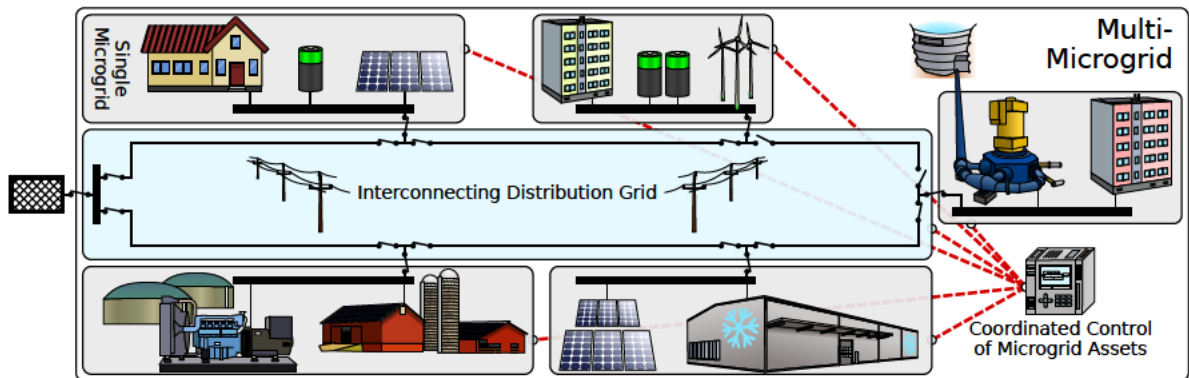 Single
Microgrid
Multi-
Microgrid
Interconnecting Distribution Grid
Coordinated Control
of Microgrid Assets